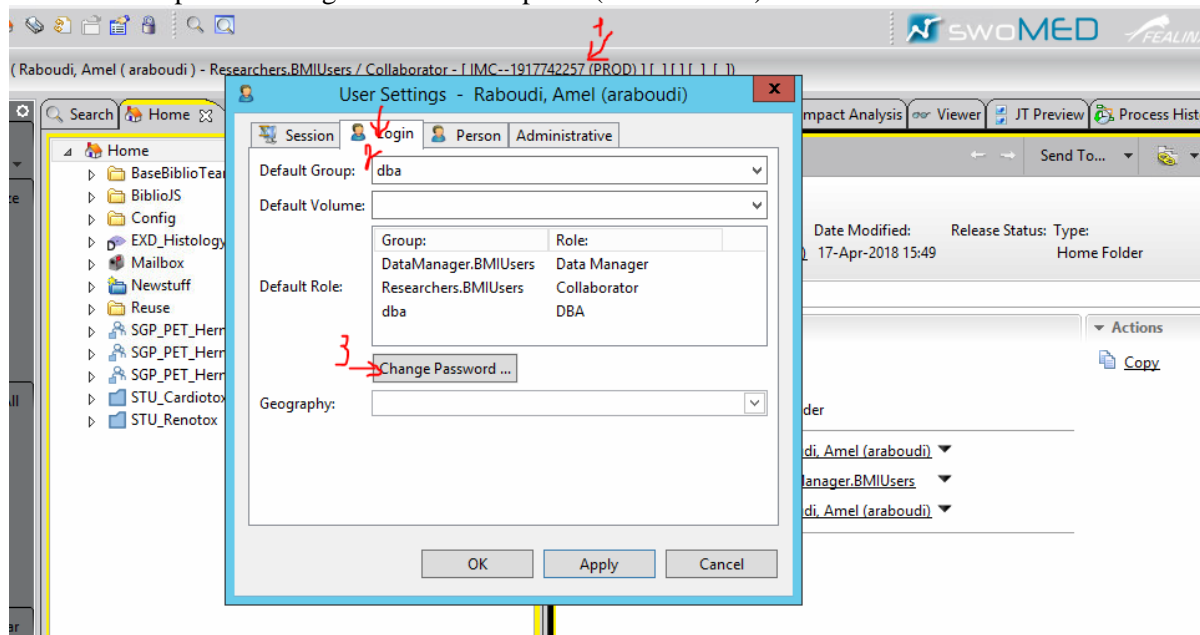 1
swoMED
( Raboudi, Amel ( araboudi ) - Researchers.BMIUsers / Collaborator - [ IMC--1917742257 (PROD) ] [ ] [ ] [ ] [ ])
User Settings - Raboudi, Amel (araboudi)
x
Search
Home
Impact Analysis
Viewer
JT Preview
Process Hist
Session
Login
Person
Administrative
2
Home
BaseBiblioTea
BiblioJS
Config
EXD_Histology
Mailbox
Newstuff
Reuse
SGP_PET_Herr
SGP_PET_Herr
SGP_PET_Herr
STU_Cardiotox
STU_Renotox
Default Group:
dba
Default Volume:
Group:
Role:
DataManager.BMIUsers
Data Manager
Default Role:
Researchers.BMIUsers
Collaborator
dba
DBA
3
Change Password ...
Geography:
OK
Apply
Cancel
Send To...
Date Modified:
Release Status:
Type:
17-Apr-2018 15:49
Home Folder
Actions
Copy
der
di, Amel (araboudi)
anager.BMIUsers
di, Amel (araboudi)